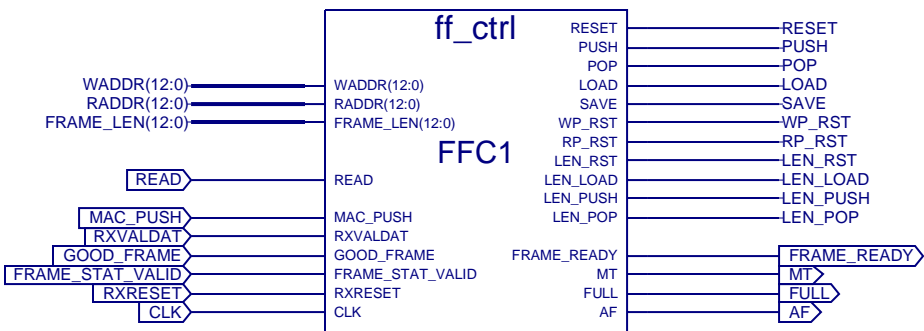 ff_ctrl
RESET RESET
PUSH PUSH
POP POP
WADDR(12:0) WADDR(12:0) LOAD LOAD
RADDR(12:0) RADDR(12:0) SAVE SAVE
FRAME_LEN(12:0) FRAME_LEN(12:0) WP_RST WP_RST
FFC1 RP_RST RP_RST
LEN_RST LEN_RST
READ READ LEN_LOAD LEN_LOAD
LEN_PUSH LEN_PUSH
MAC_PUSH MAC_PUSH LEN_POP LEN_POP
RXVALDAT RXVALDAT
GOOD_FRAME GOOD_FRAME FRAME_READY FRAME_READY
FRAME_STAT_VALID FRAME_STAT_VALID MT MT
RXRESET RXRESET FULL FULL
CLK CLK AF AF